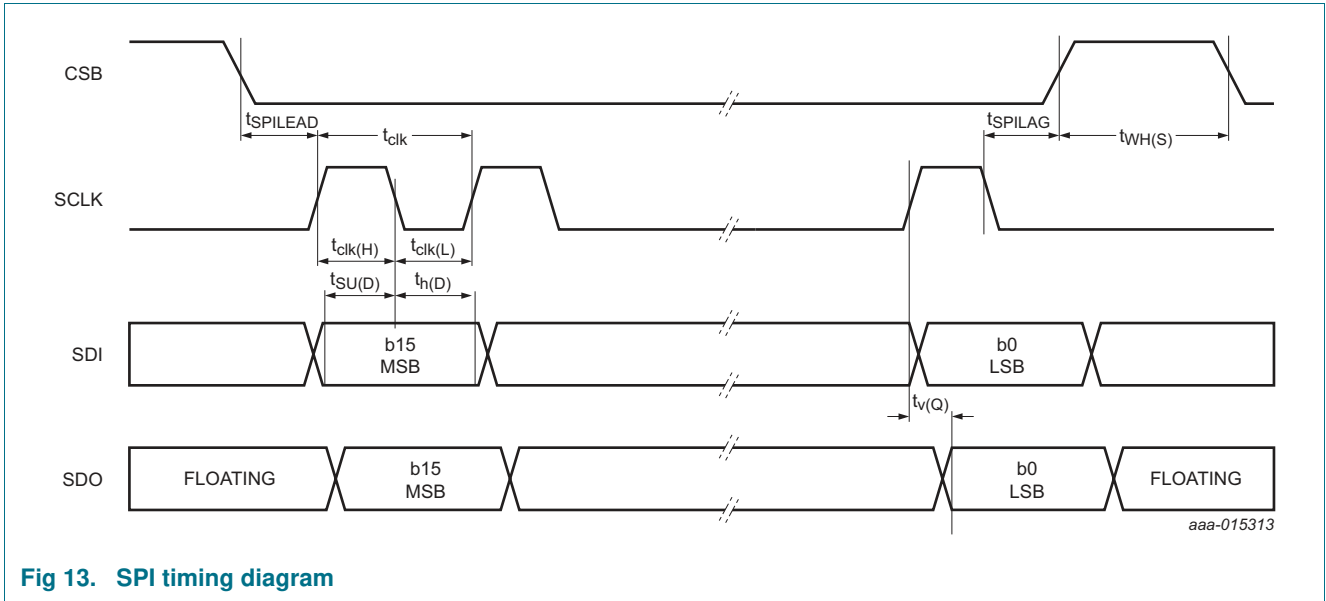 CSB
tSPILEAD
tclk
tSPILAG
tWH(S)
SCLK
tclk(H)
tclk(L)
tSU(D)
th(D)
SDI
b15
MSB
b0
LSB
tv(Q)
SDO
FLOATING
b15
MSB
b0
LSB
FLOATING
aaa-015313
Fig 13. SPI timing diagram